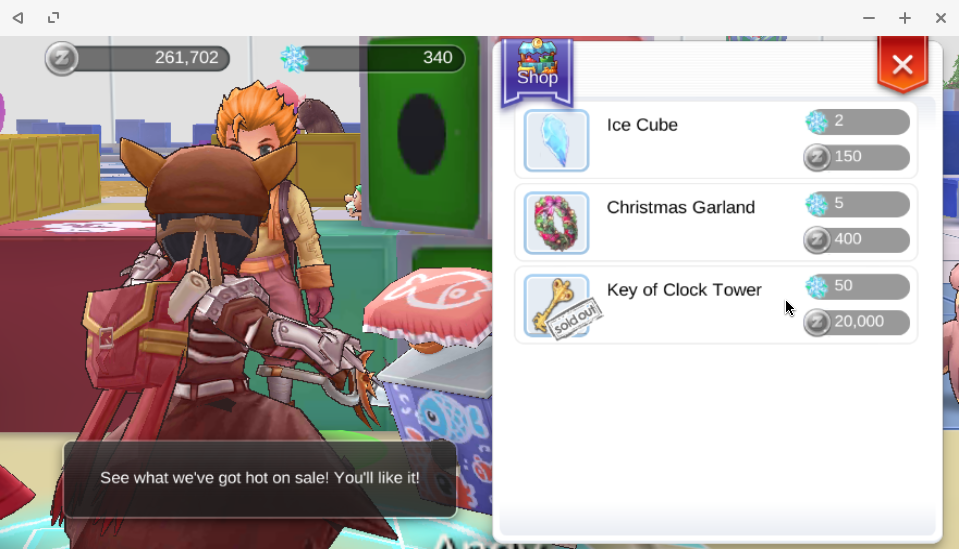 261,702
340
Shop
Ice Cube
2
150
Christmas Garland
5
400
Key of Clock Tower
50
sold out
20,000
See what we've got hot on sale! You'll like it!